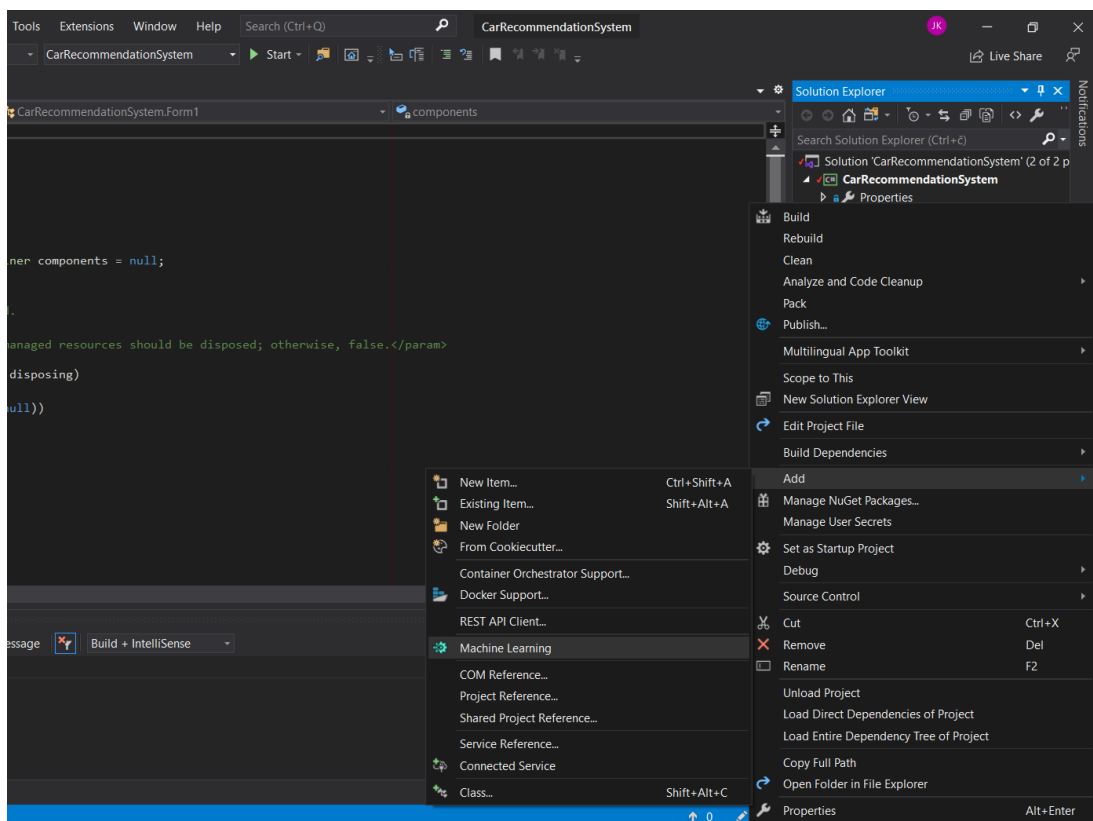 Tools Extensions Window Help Search (Ctrl+Q) CarRecommendationSystem JK
CarRecommendationSystem Start Live Share
CarRecommendationSystem.Form1 components
iner components = null;
managed resources should be disposed; otherwise, false.</param>
disposing)
null))
Solution Explorer
Notifications
Search Solution Explorer (Ctrl+č)
Solution 'CarRecommendationSystem' (2 of 2 p
C# CarRecommendationSystem
Properties
Build
Rebuild
Clean
Analyze and Code Cleanup
Pack
Publish...
Multilingual App Toolkit
Scope to This
New Solution Explorer View
Edit Project File
Build Dependencies
Add
Manage NuGet Packages...
Manage User Secrets
Set as Startup Project
Debug
Source Control
Cut Ctrl+X
Remove Del
Rename F2
Unload Project
Load Direct Dependencies of Project
Load Entire Dependency Tree of Project
Copy Full Path
Open Folder in File Explorer
Properties Alt+Enter
New Item... Ctrl+Shift+A
Existing Item... Shift+Alt+A
New Folder
From Cookiecutter...
Container Orchestrator Support...
Docker Support...
REST API Client...
Machine Learning
COM Reference...
Project Reference...
Shared Project Reference...
Service Reference...
Connected Service
Class... Shift+Alt+C
essage Build + IntelliSense
0